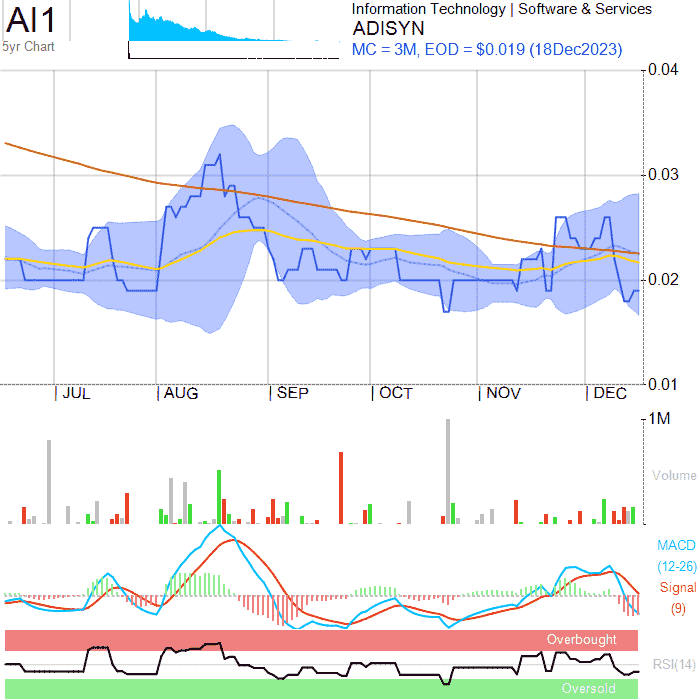 AI1
5yr Chart
Information Technology | Software & Services
ADISYN
MC = 3M, EOD = $0.019 (18Dec2023)
0.04
0.03
0.02
0.01
JUL
AUG
SEP
OCT
NOV
DEC
1M
Volume
MACD
(12-26)
Signal
(9)
Overbought
RSI(14)
Oversold